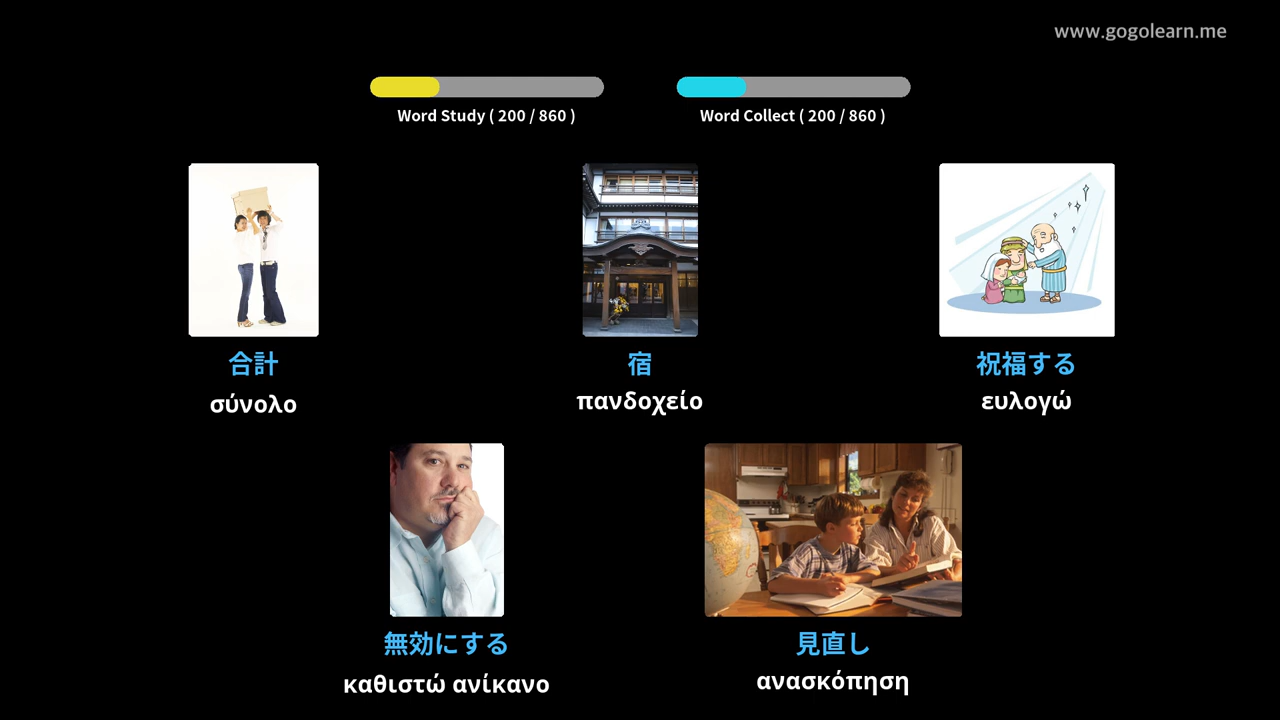 www.gogolearn.me
Word Study ( 200 / 860 )
Word Collect ( 200 / 860 )
合計
σύνολο
宿
πανδοχείο
祝福する
ευλογώ
無効にする
καθιστώ ανίκανο
見直し
ανασκόπηση